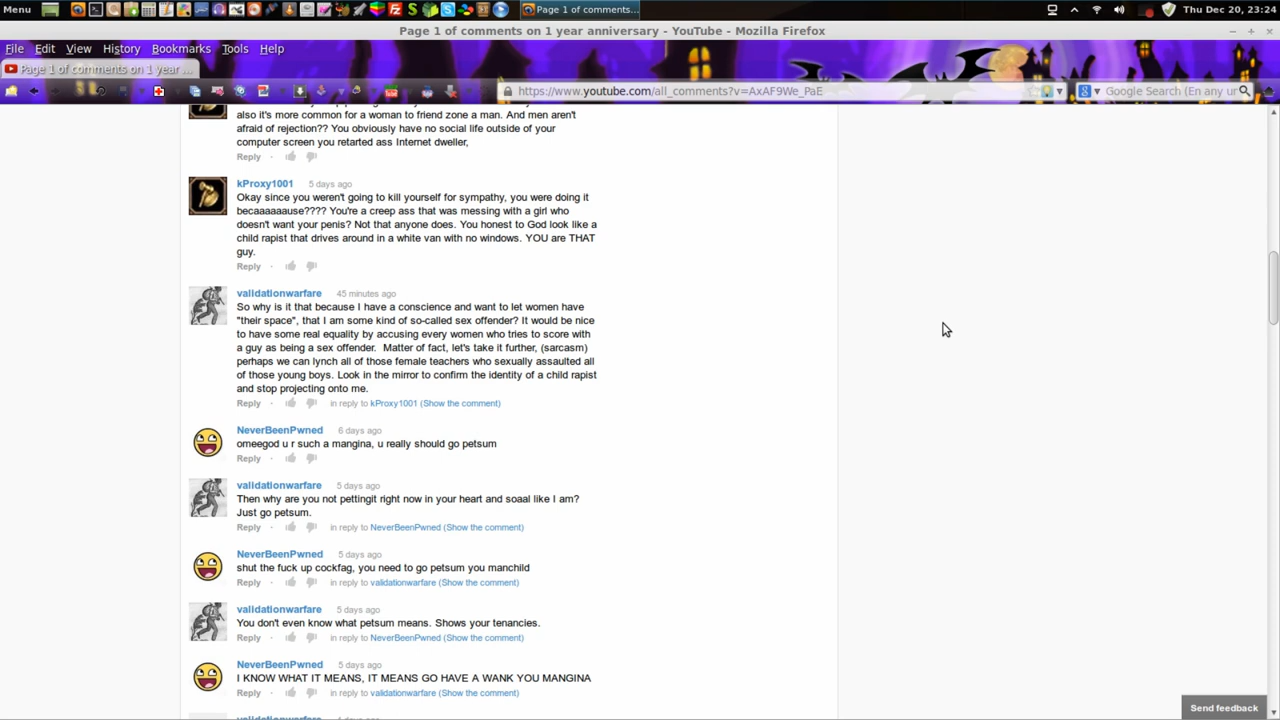 Menu
Page 1 of comments...
Thu Dec 20, 23:24
Page 1 of comments on 1 year anniversary - YouTube - Mozilla Firefox
File Edit View History Bookmarks Tools Help
Page 1 of comments on 1 year ...
https://www.youtube.com/all_comments?v=AxAF9We_PaE
Google Search (En any ur
also it's more common for a woman to friend zone a man. And men aren't
afraid of rejection?? You obviously have no social life outside of your
computer screen you retarted ass Internet dweller,
Reply ·
kProxy1001 5 days ago
Okay since you weren't going to kill yourself for sympathy, you were doing it
becaaaaaause???? You're a creep ass that was messing with a girl who
doesn't want your penis? Not that anyone does. You honest to God look like a
child rapist that drives around in a white van with no windows. YOU are THAT
guy.
Reply ·
validationwarfare 45 minutes ago
So why is it that because I have a conscience and want to let women have
"their space", that I am some kind of so-called sex offender? It would be nice
to have some real equality by accusing every women who tries to score with
a guy as being a sex offender. Matter of fact, let's take it further, (sarcasm)
perhaps we can lynch all of those female teachers who sexually assaulted all
of those young boys. Look in the mirror to confirm the identity of a child rapist
and stop projecting onto me.
Reply · in reply to kProxy1001 (Show the comment)
NeverBeenPwned 6 days ago
omeegod u r such a mangina, u really should go petsum
Reply ·
validationwarfare 5 days ago
Then why are you not pettingit right now in your heart and soaal like I am?
Just go petsum.
Reply · in reply to NeverBeenPwned (Show the comment)
NeverBeenPwned 5 days ago
shut the fuck up cockfag, you need to go petsum you manchild
Reply · in reply to validationwarfare (Show the comment)
validationwarfare 5 days ago
You don't even know what petsum means. Shows your tenancies.
Reply · in reply to NeverBeenPwned (Show the comment)
NeverBeenPwned 5 days ago
I KNOW WHAT IT MEANS, IT MEANS GO HAVE A WANK YOU MANGINA
Reply · in reply to validationwarfare (Show the comment)
Send feedback